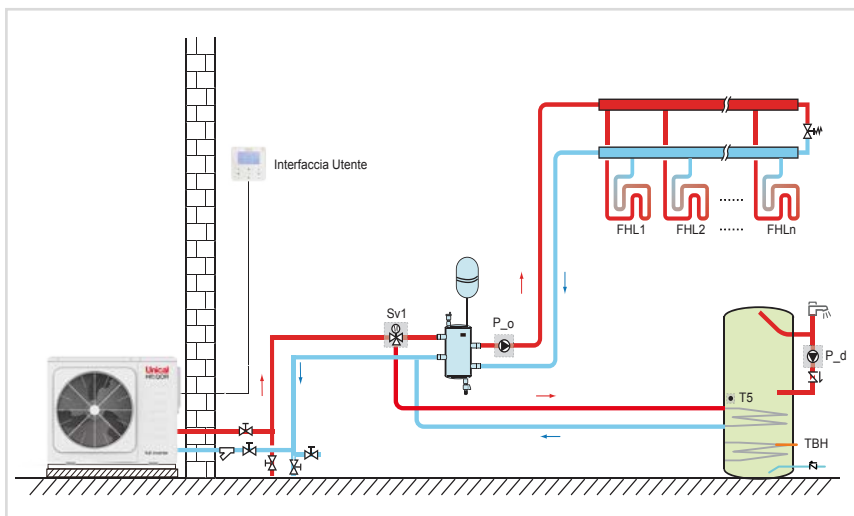 Interfaccia Utente
FHL1
FHL2
FHLn
Sv1
P_o
P_d
T5
TBH
Unical